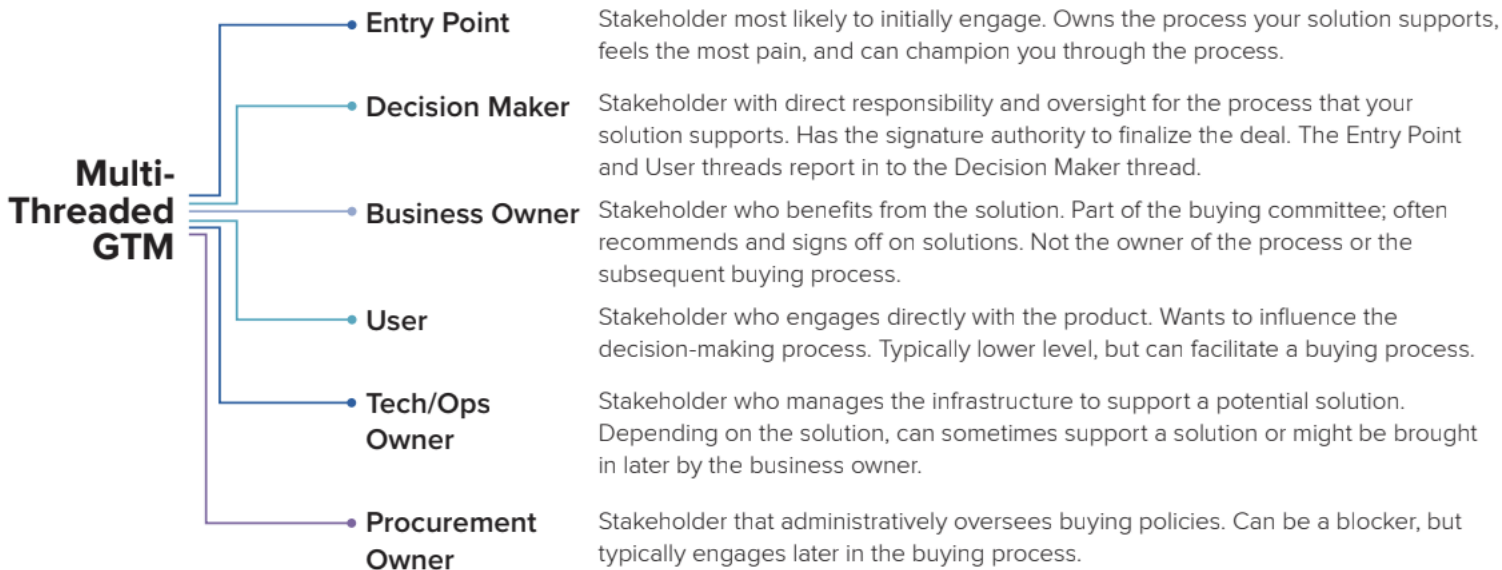 Multi-
Threaded
GTM
Entry Point
Stakeholder most likely to initially engage. Owns the process your solution supports,
feels the most pain, and can champion you through the process.
Decision Maker
Stakeholder with direct responsibility and oversight for the process that your
solution supports. Has the signature authority to finalize the deal. The Entry Point
and User threads report in to the Decision Maker thread.
Business Owner
Stakeholder who benefits from the solution. Part of the buying committee; often
recommends and signs off on solutions. Not the owner of the process or the
subsequent buying process.
User
Stakeholder who engages directly with the product. Wants to influence the
decision-making process. Typically lower level, but can facilitate a buying process.
Tech/Ops
Owner
Stakeholder who manages the infrastructure to support a potential solution.
Depending on the solution, can sometimes support a solution or might be brought
in later by the business owner.
Procurement
Owner
Stakeholder that administratively oversees buying policies. Can be a blocker, but
typically engages later in the buying process.